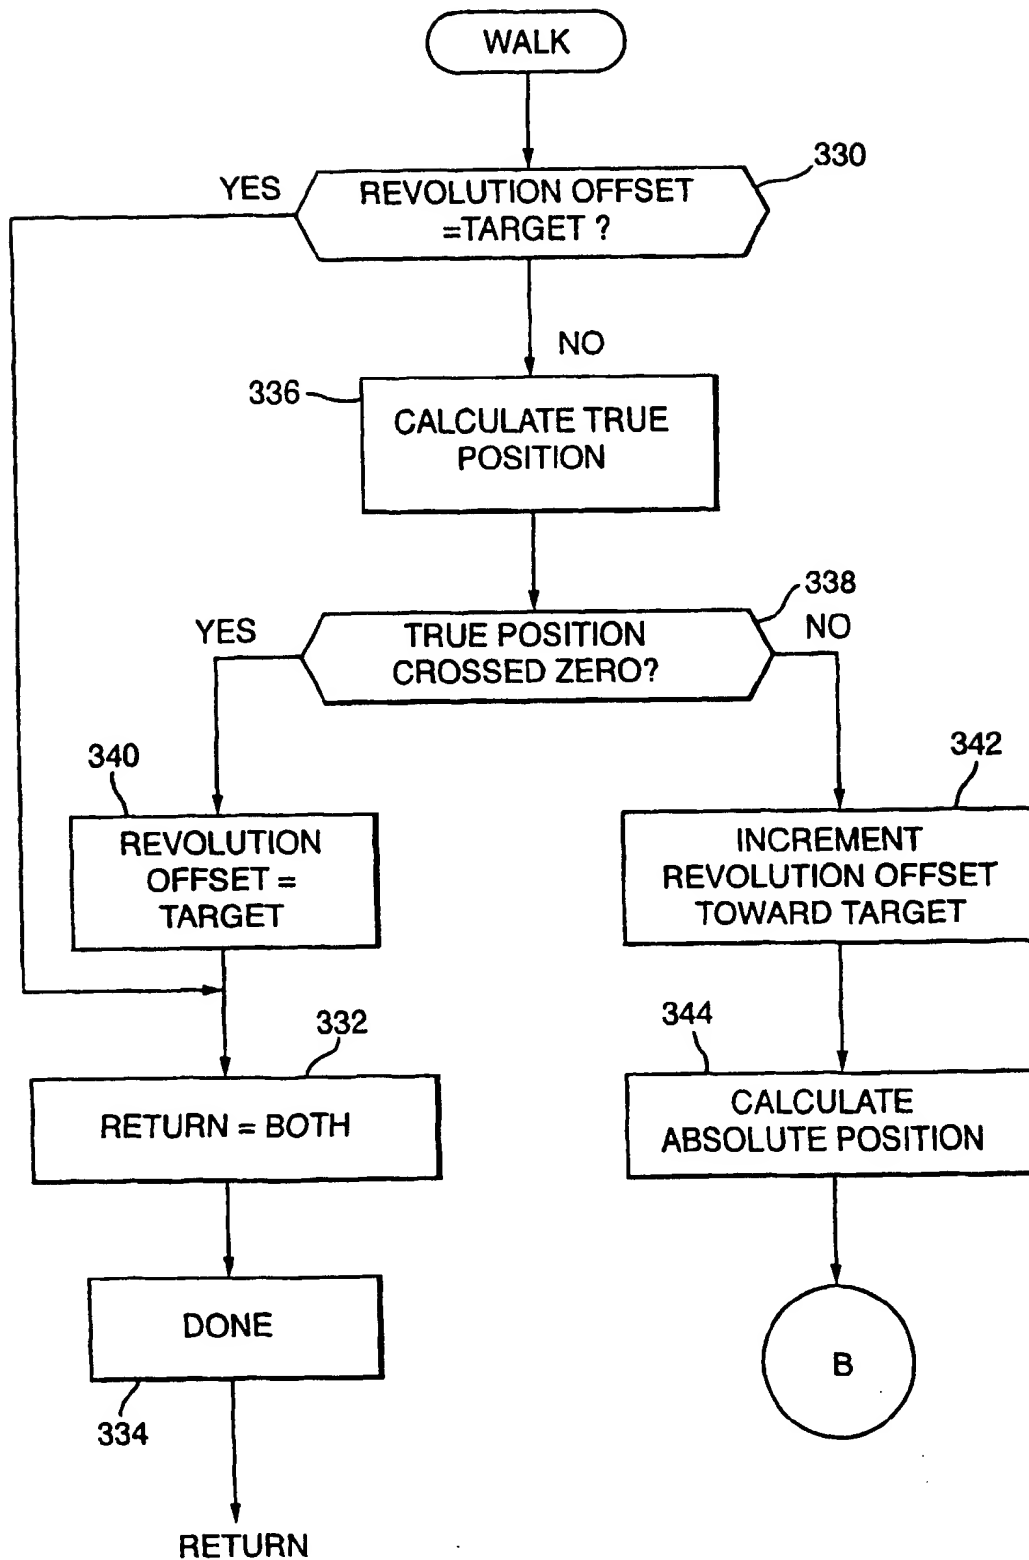 WALK
330
YES
REVOLUTION OFFSET
=TARGET ?
NO
336
CALCULATE TRUE
POSITION
338
YES
TRUE POSITION
CROSSED ZERO?
NO
340
342
REVOLUTION
OFFSET =
TARGET
INCREMENT
REVOLUTION OFFSET
TOWARD TARGET
332
344
RETURN = BOTH
CALCULATE
ABSOLUTE POSITION
DONE
B
334
RETURN